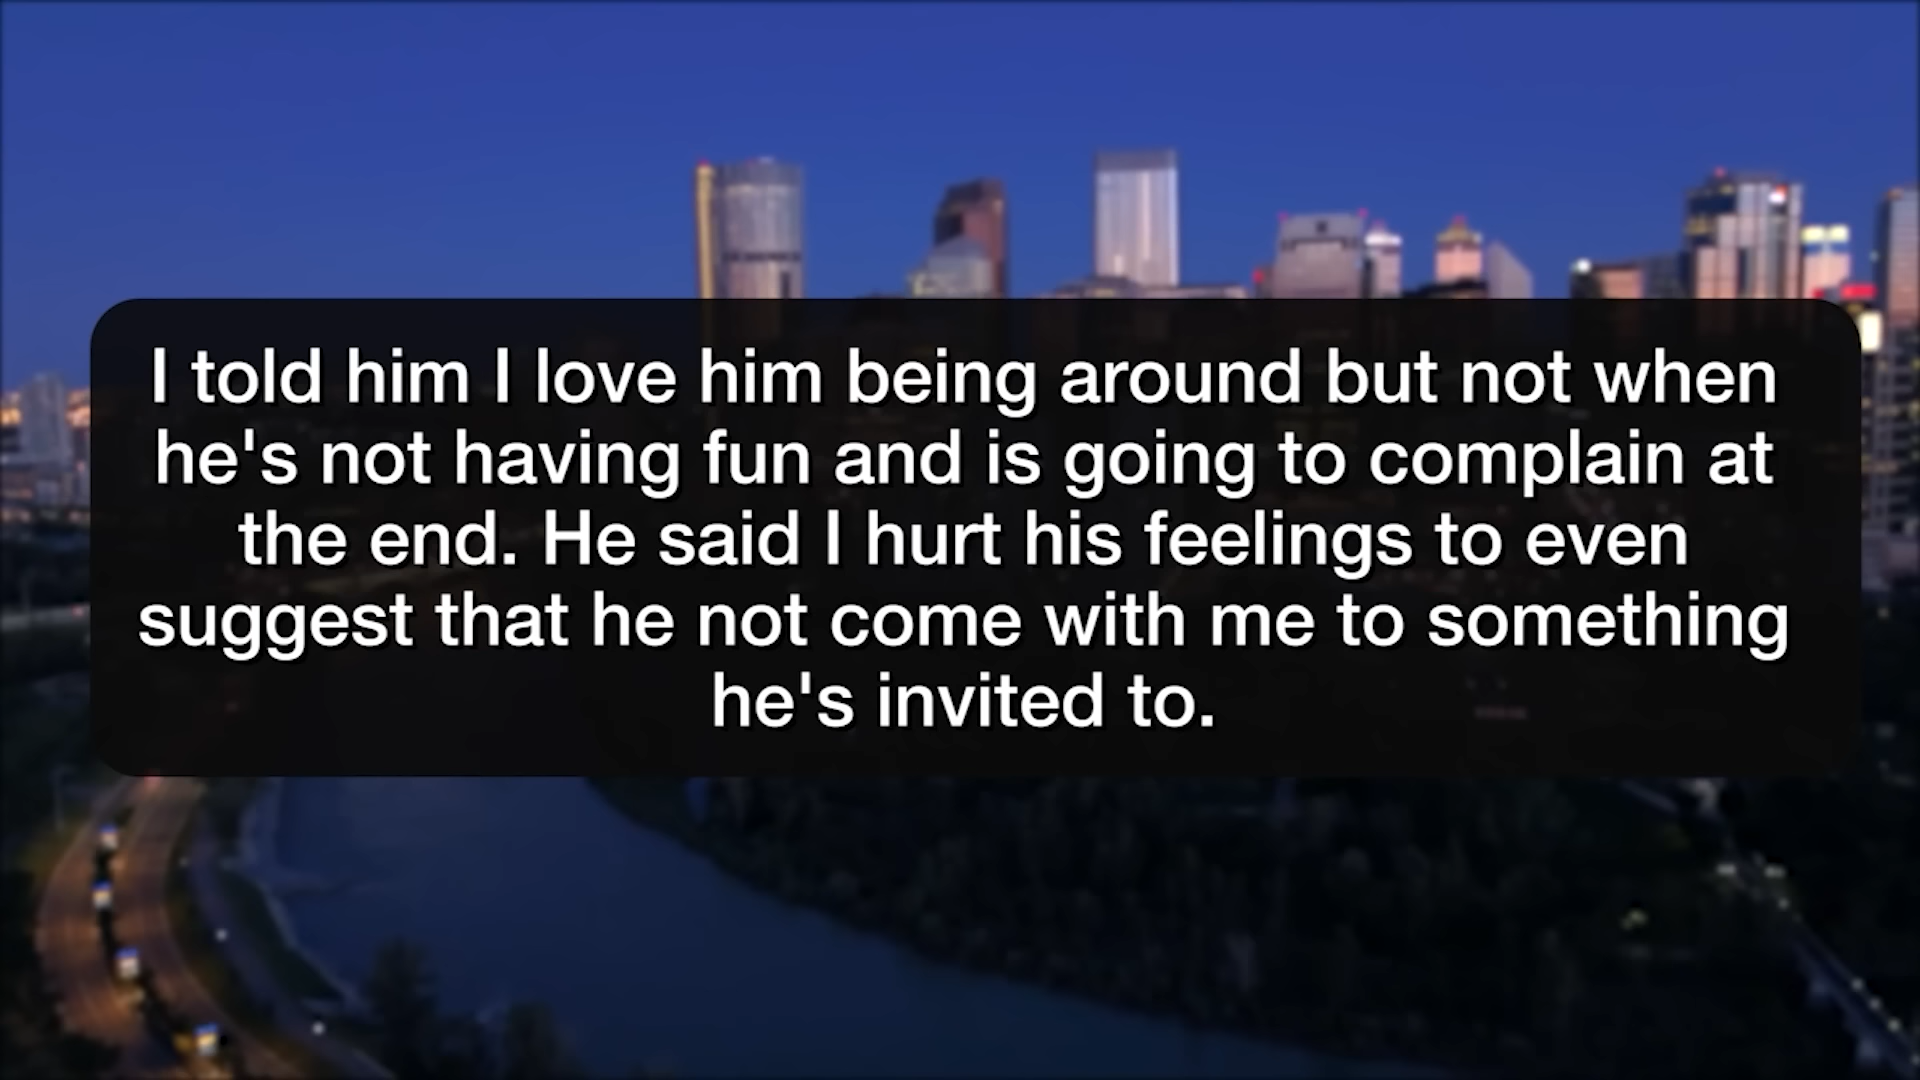 I told him I love him being around but not when
he's not having fun and is going to complain at
the end. He said I hurt his feelings to even
suggest that he not come with me to something
he's invited to.